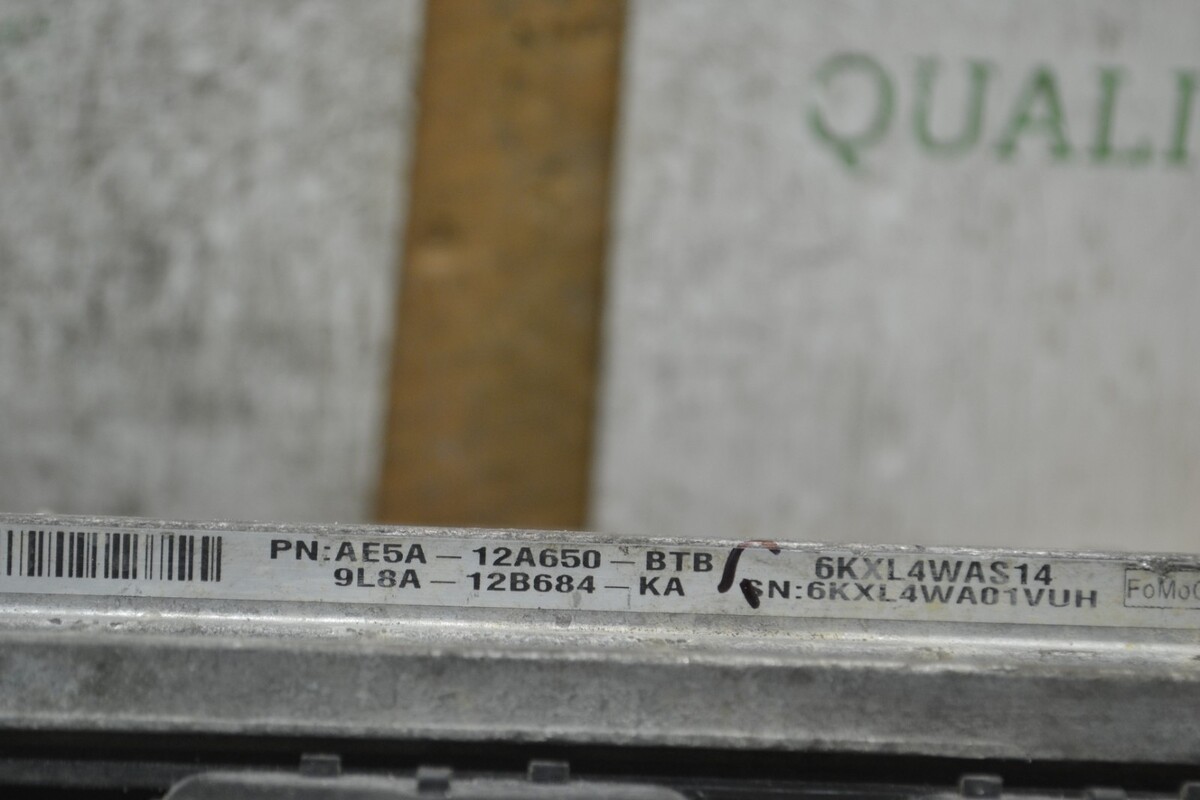 QUALI
PN:AE5A-12A650-BTB
9L8A-12B684-KA
6KXL4WAS14
SN:6KXL4WA01VUH
FoMoC